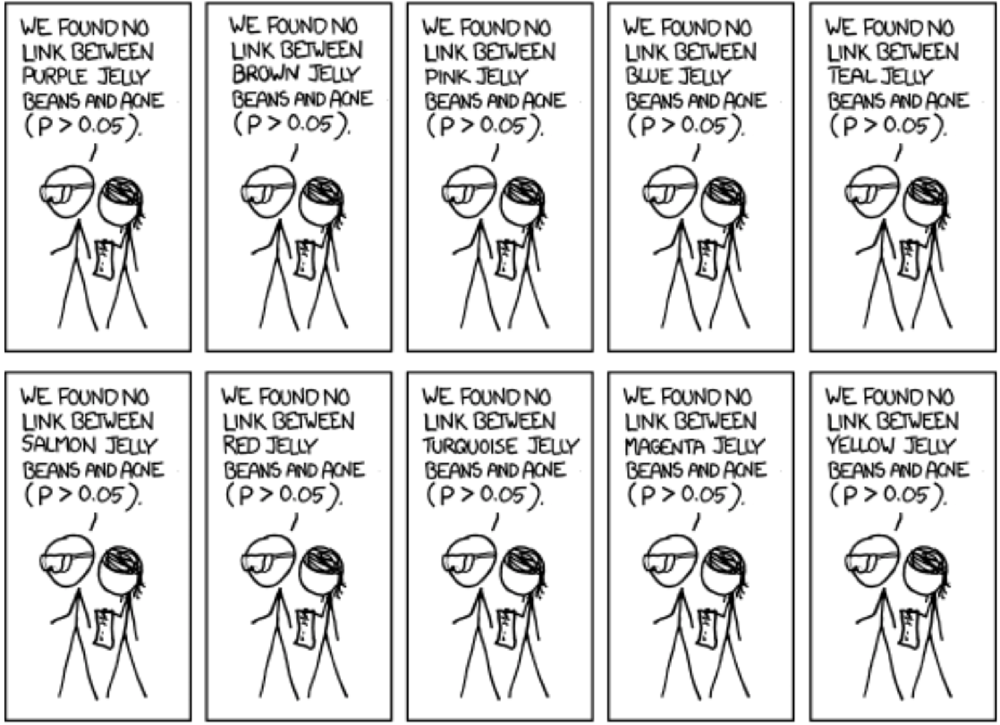 WE FOUND NO
LINK BETWEEN
PURPLE JELLY
BEANS AND ACNE
(P > 0.05).
WE FOUND NO
LINK BETWEEN
BROWN JELLY
BEANS AND ACNE
(P > 0.05).
WE FOUND NO
LINK BETWEEN
PINK JELLY
BEANS AND ACNE
(P > 0.05).
WE FOUND NO
LINK BETWEEN
BLUE JELLY
BEANS AND ACNE
(P > 0.05).
WE FOUND NO
LINK BETWEEN
TEAL JELLY
BEANS AND ACNE
(P > 0.05).
WE FOUND NO
LINK BETWEEN
SALMON JELLY
BEANS AND ACNE
(P > 0.05).
WE FOUND NO
LINK BETWEEN
RED JELLY
BEANS AND ACNE
(P > 0.05).
WE FOUND NO
LINK BETWEEN
TURQUOISE JELLY
BEANS AND ACNE
(P > 0.05).
WE FOUND NO
LINK BETWEEN
MAGENTA JELLY
BEANS AND ACNE
(P > 0.05).
WE FOUND NO
LINK BETWEEN
YELLOW JELLY
BEANS AND ACNE
(P > 0.05).